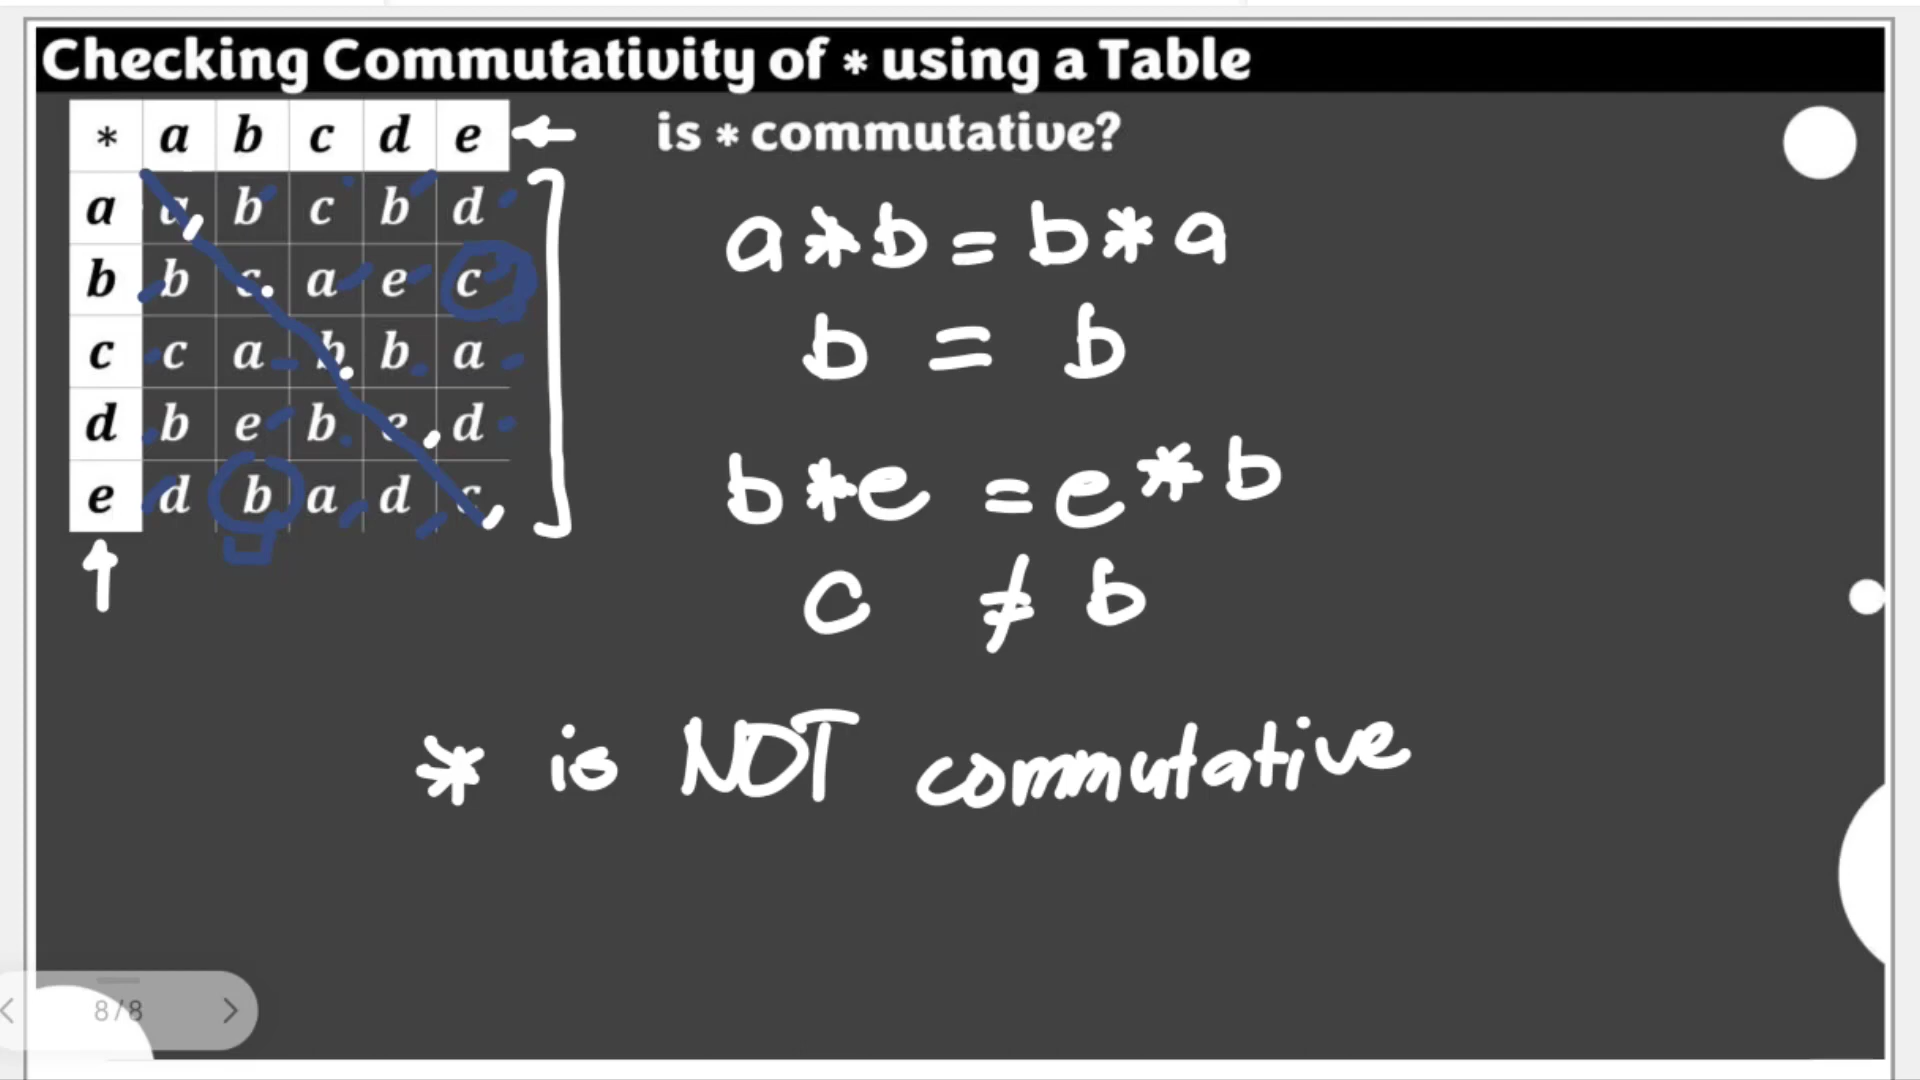 Checking Commutativity of * using a Table
* a b c d e
is * commutative?
a a b c b d
b b c a e c
c c a b b a
d b e b e d
e d b a d c
a * b = b * a
b = b
b * e = e * b
c ≠ b
* is NOT commutative
8/8